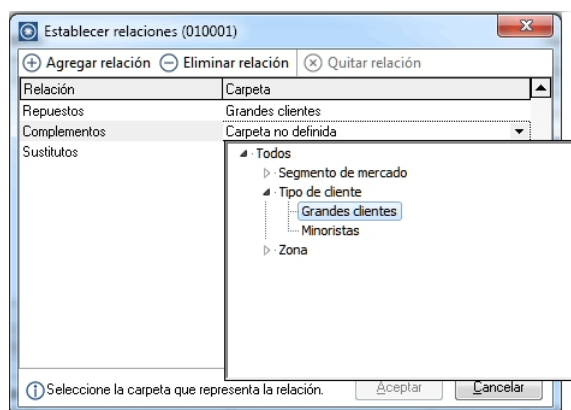 Establecer relaciones (010001)
Agregar relación Eliminar relación Quitar relación
Relación Carpeta
Repuestos Grandes clientes
Complementos Carpeta no definida
Sustitutos
Todos
Segmento de mercado
Tipo de cliente
Grandes clientes
Minoristas
Zona
Seleccione la carpeta que representa la relación. Aceptar Cancelar